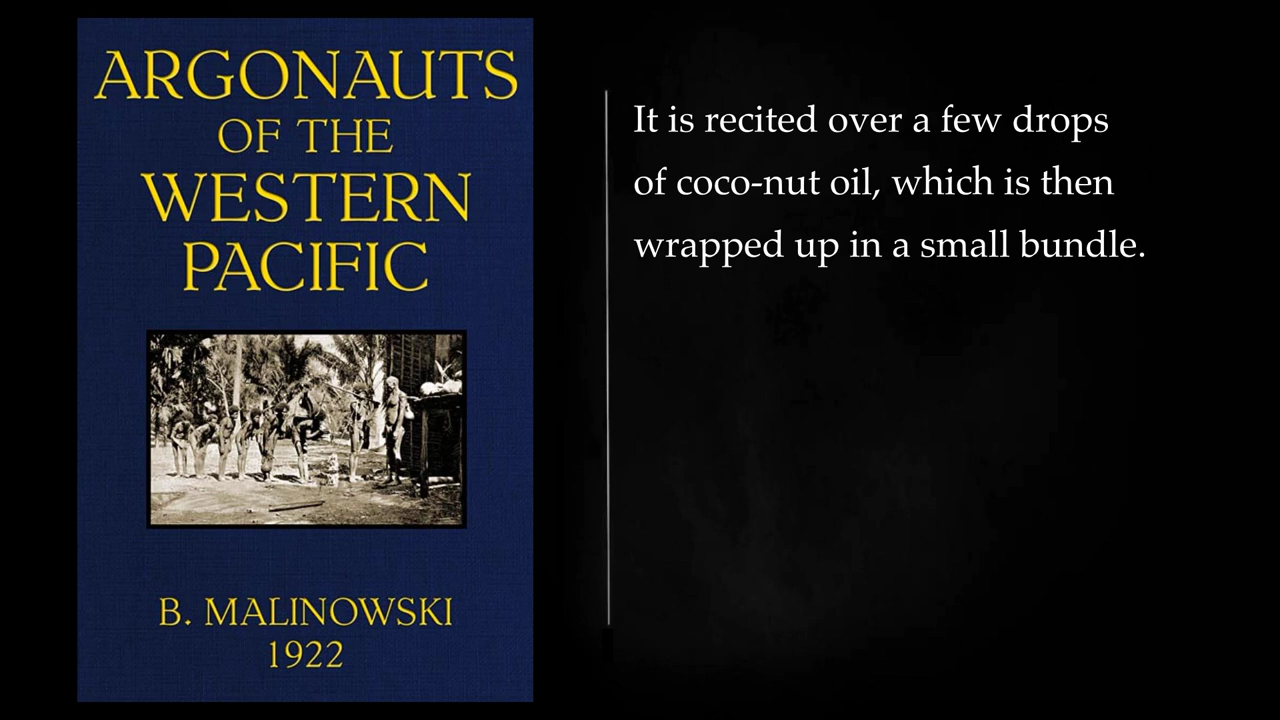 ARGONAUTS
OF THE
WESTERN
PACIFIC
B. MALINOWSKI
1922
It is recited over a few drops
of coco-nut oil, which is then
wrapped up in a small bundle.